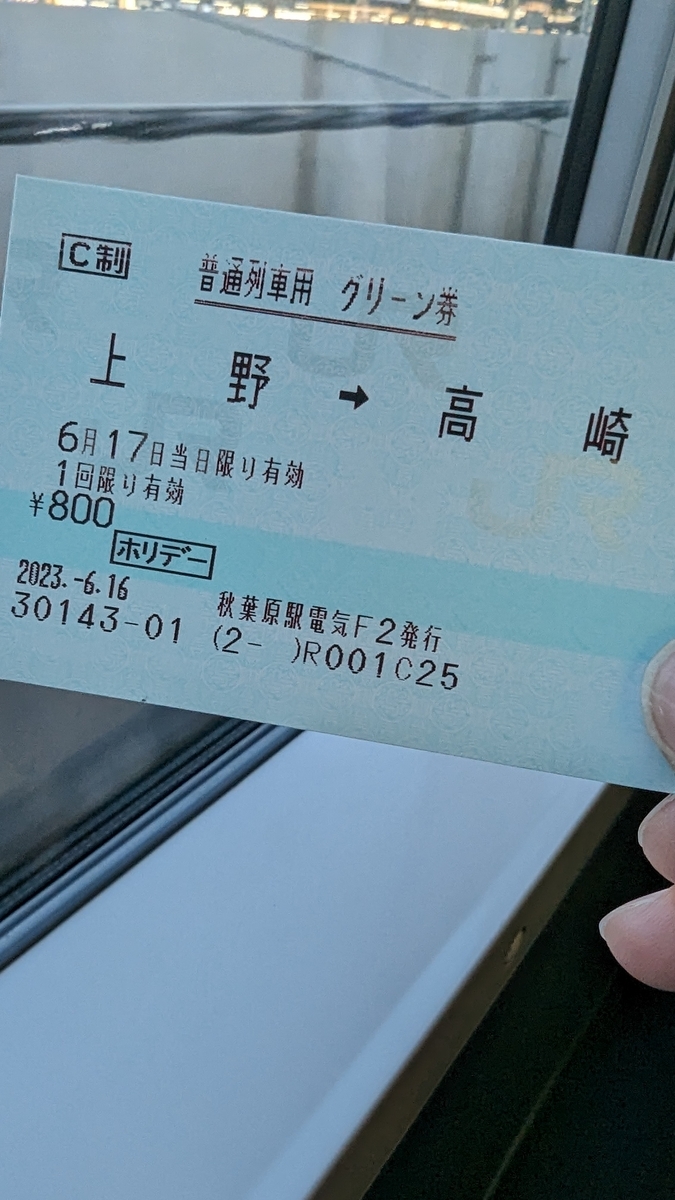 C制 普通列車用 グリーン券
上野➡高崎
6月17日当日限り有効
1回限り有効
¥800
ホリデー
2023.-6.16 秋葉原駅電気F2発行
30143-01 (2- )R001C25